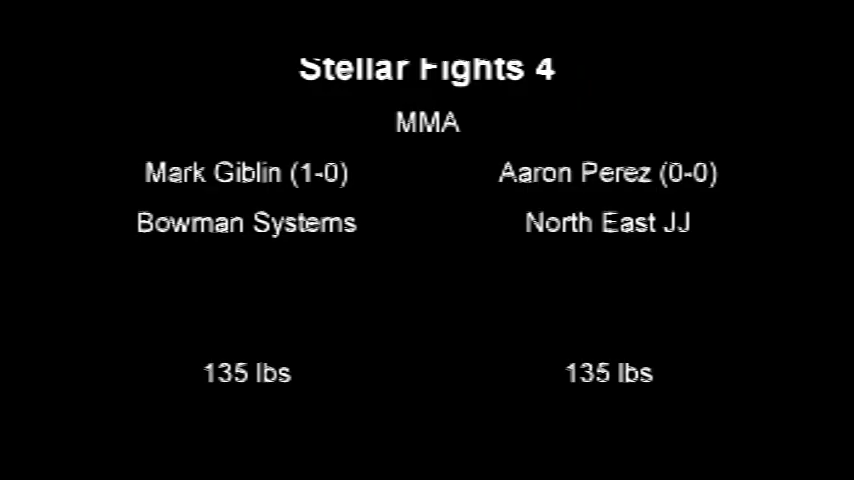 Stellar Fights 4
MMA
Mark Giblin (1-0) Aaron Perez (0-0)
Bowman Systems North East JJ
135 lbs 135 lbs